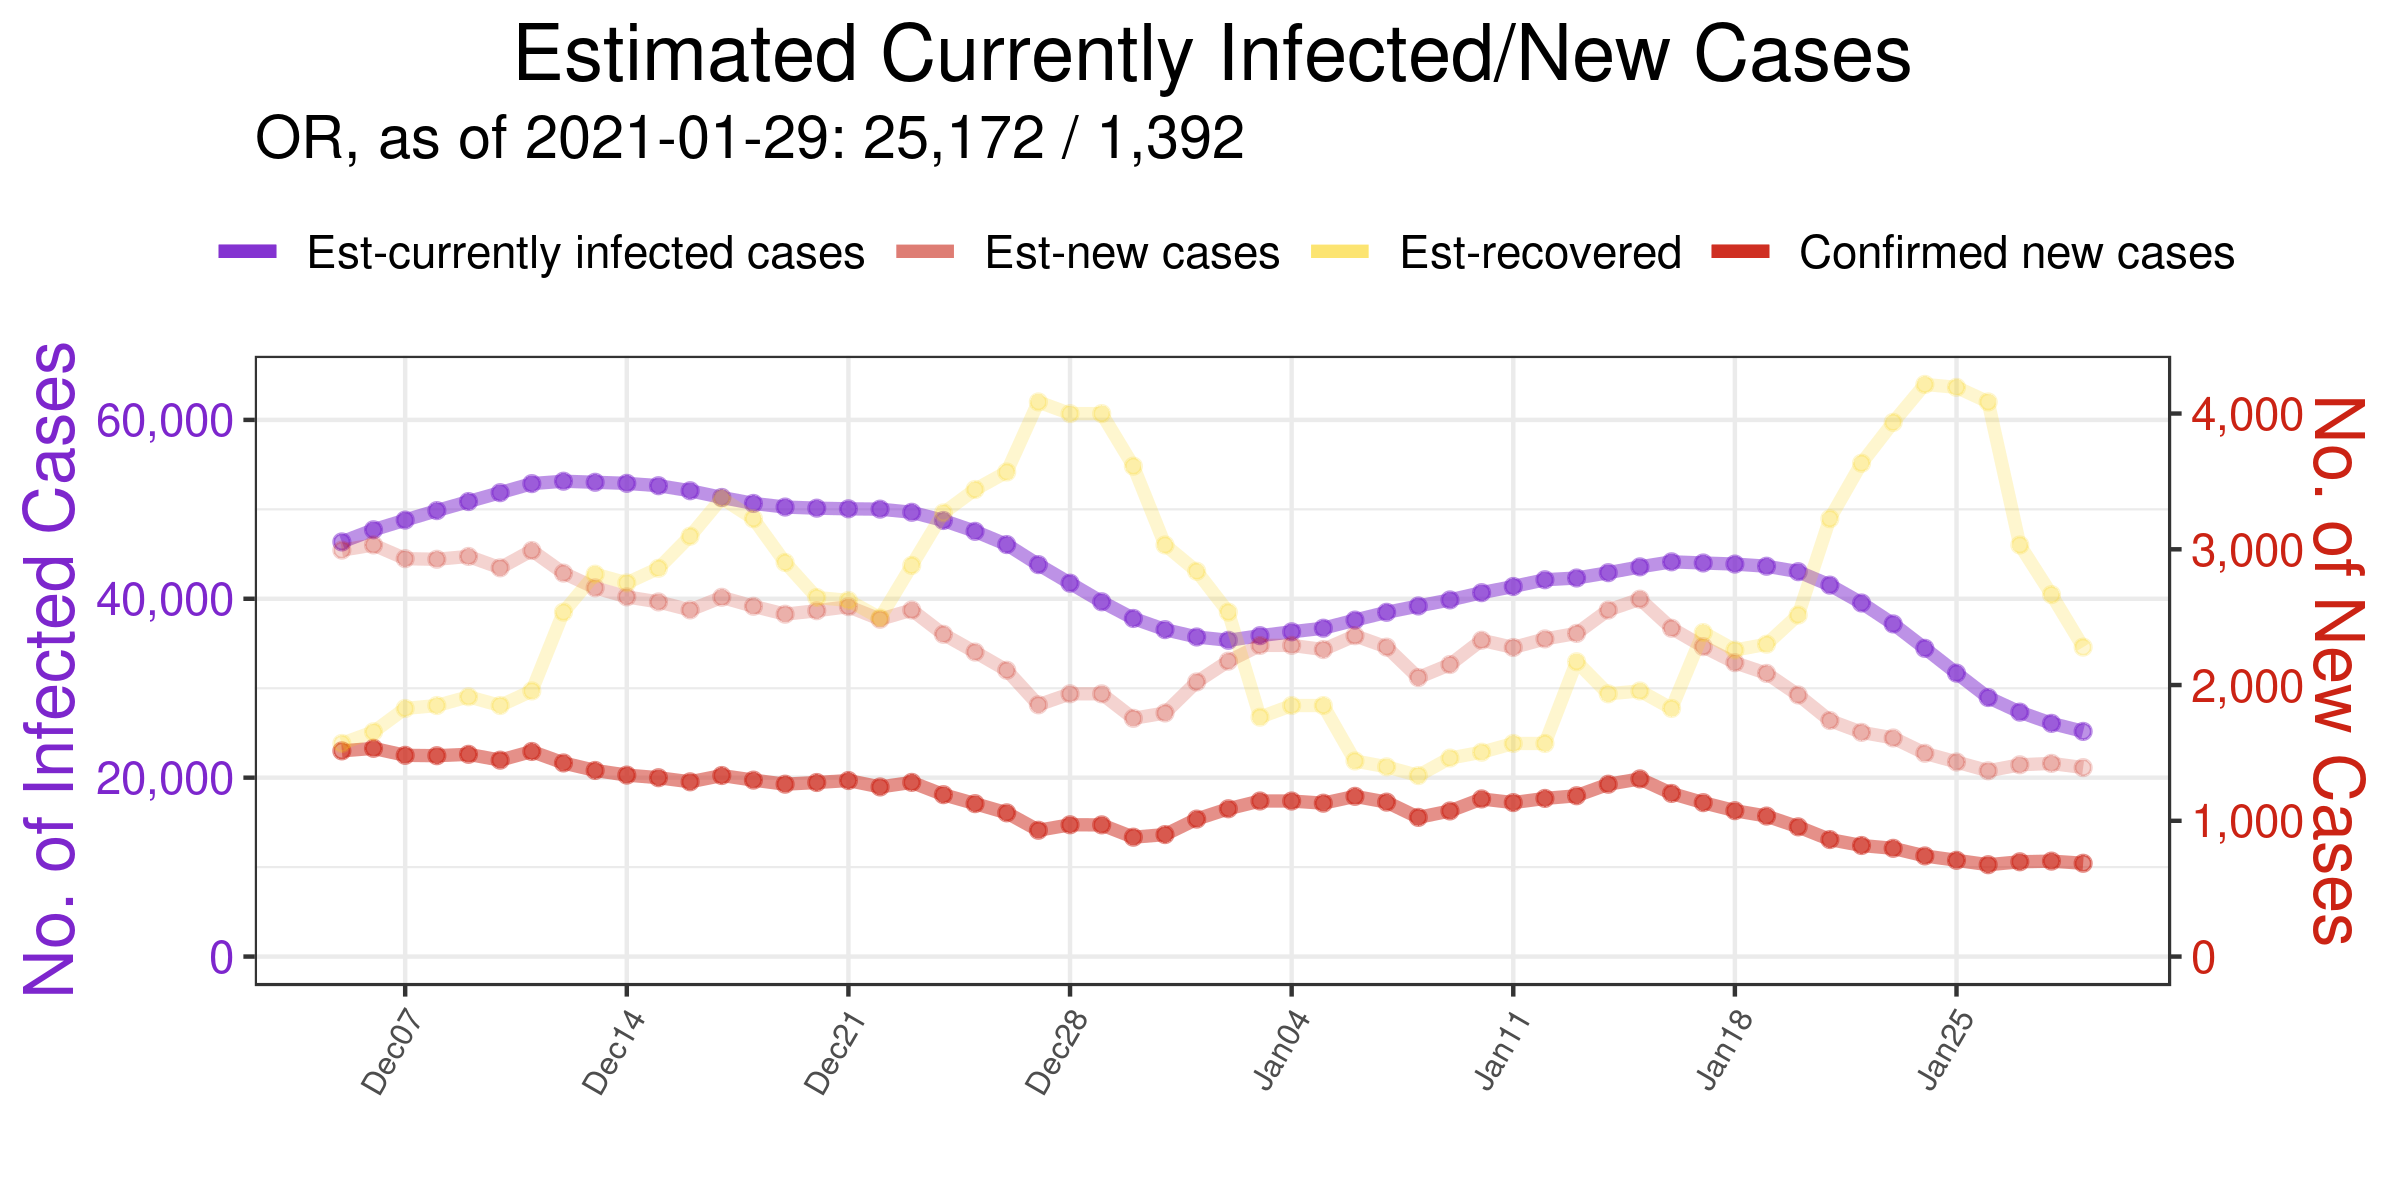 Estimated Currently Infected/New Cases
OR, as of 2021-01-29: 25,172 / 1,392
Est-currently infected cases Est-new cases Est-recovered Confirmed new cases
No. of Infected Cases
60,000
40,000
20,000
0
4,000
3,000
2,000
1,000
0
No. of New Cases
Dec07 Dec14 Dec21 Dec28 Jan04 Jan11 Jan18 Jan25